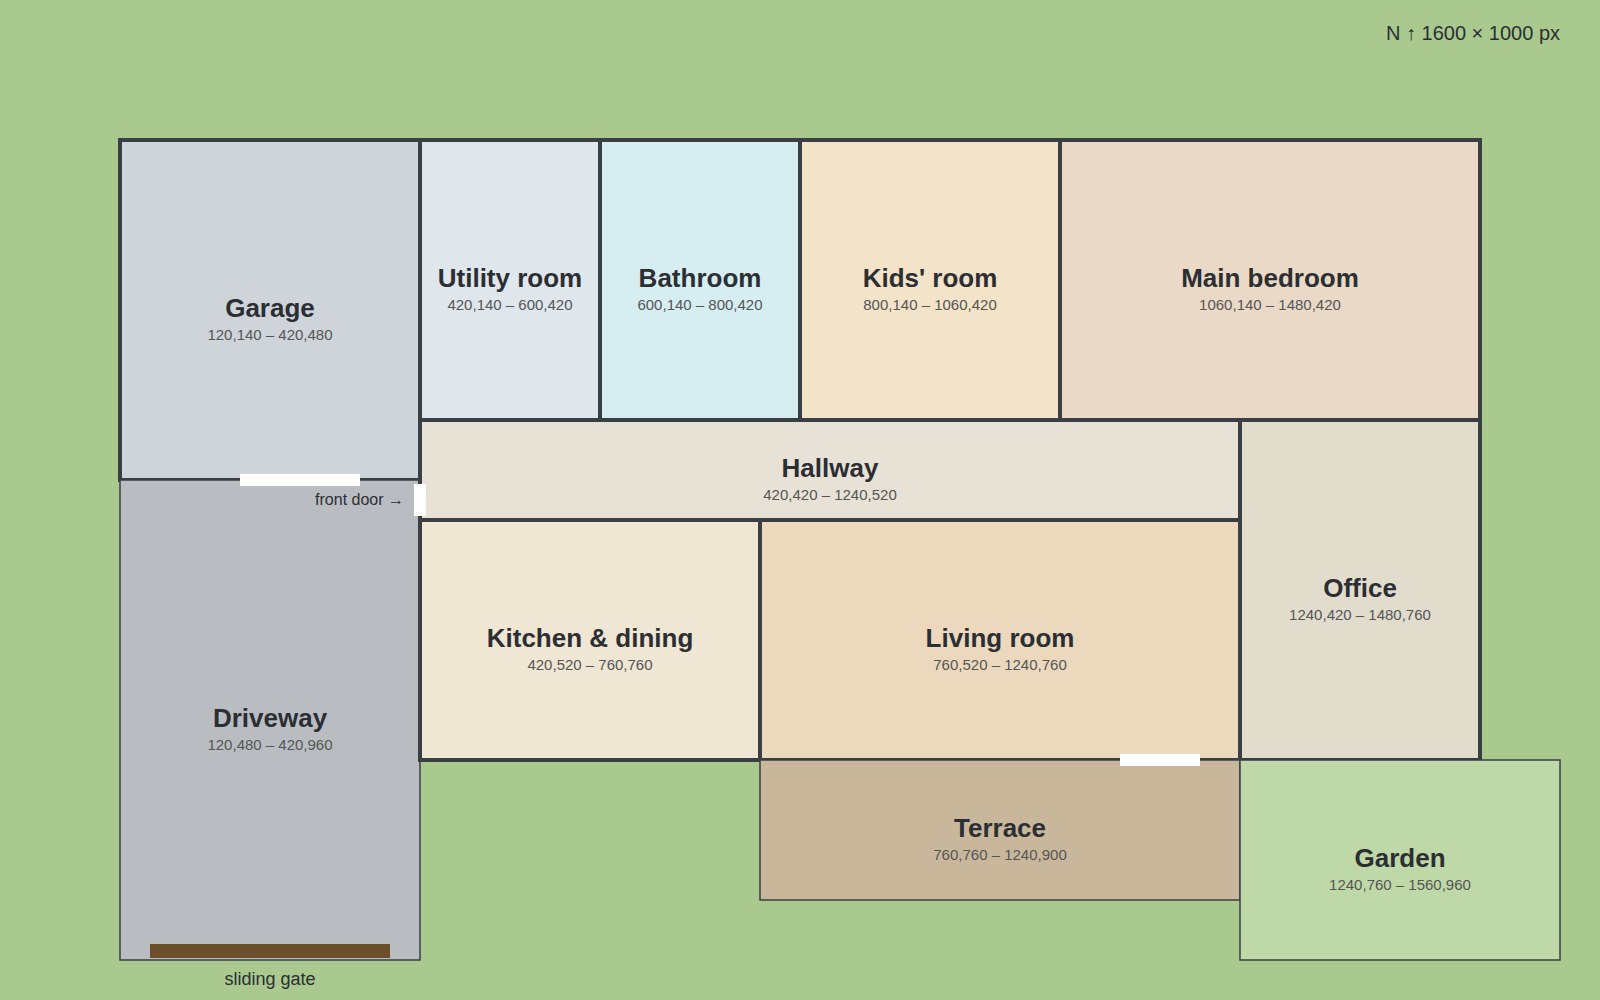 N ↑ 1600 × 1000 px
Utility room
420,140 – 600,420
Bathroom
600,140 – 800,420
Kids' room
800,140 – 1060,420
Main bedroom
1060,140 – 1480,420
Garage
120,140 – 420,480
Hallway
420,420 – 1240,520
front door →
Office
1240,420 – 1480,760
Kitchen & dining
420,520 – 760,760
Living room
760,520 – 1240,760
Driveway
120,480 – 420,960
Terrace
760,760 – 1240,900
Garden
1240,760 – 1560,960
sliding gate